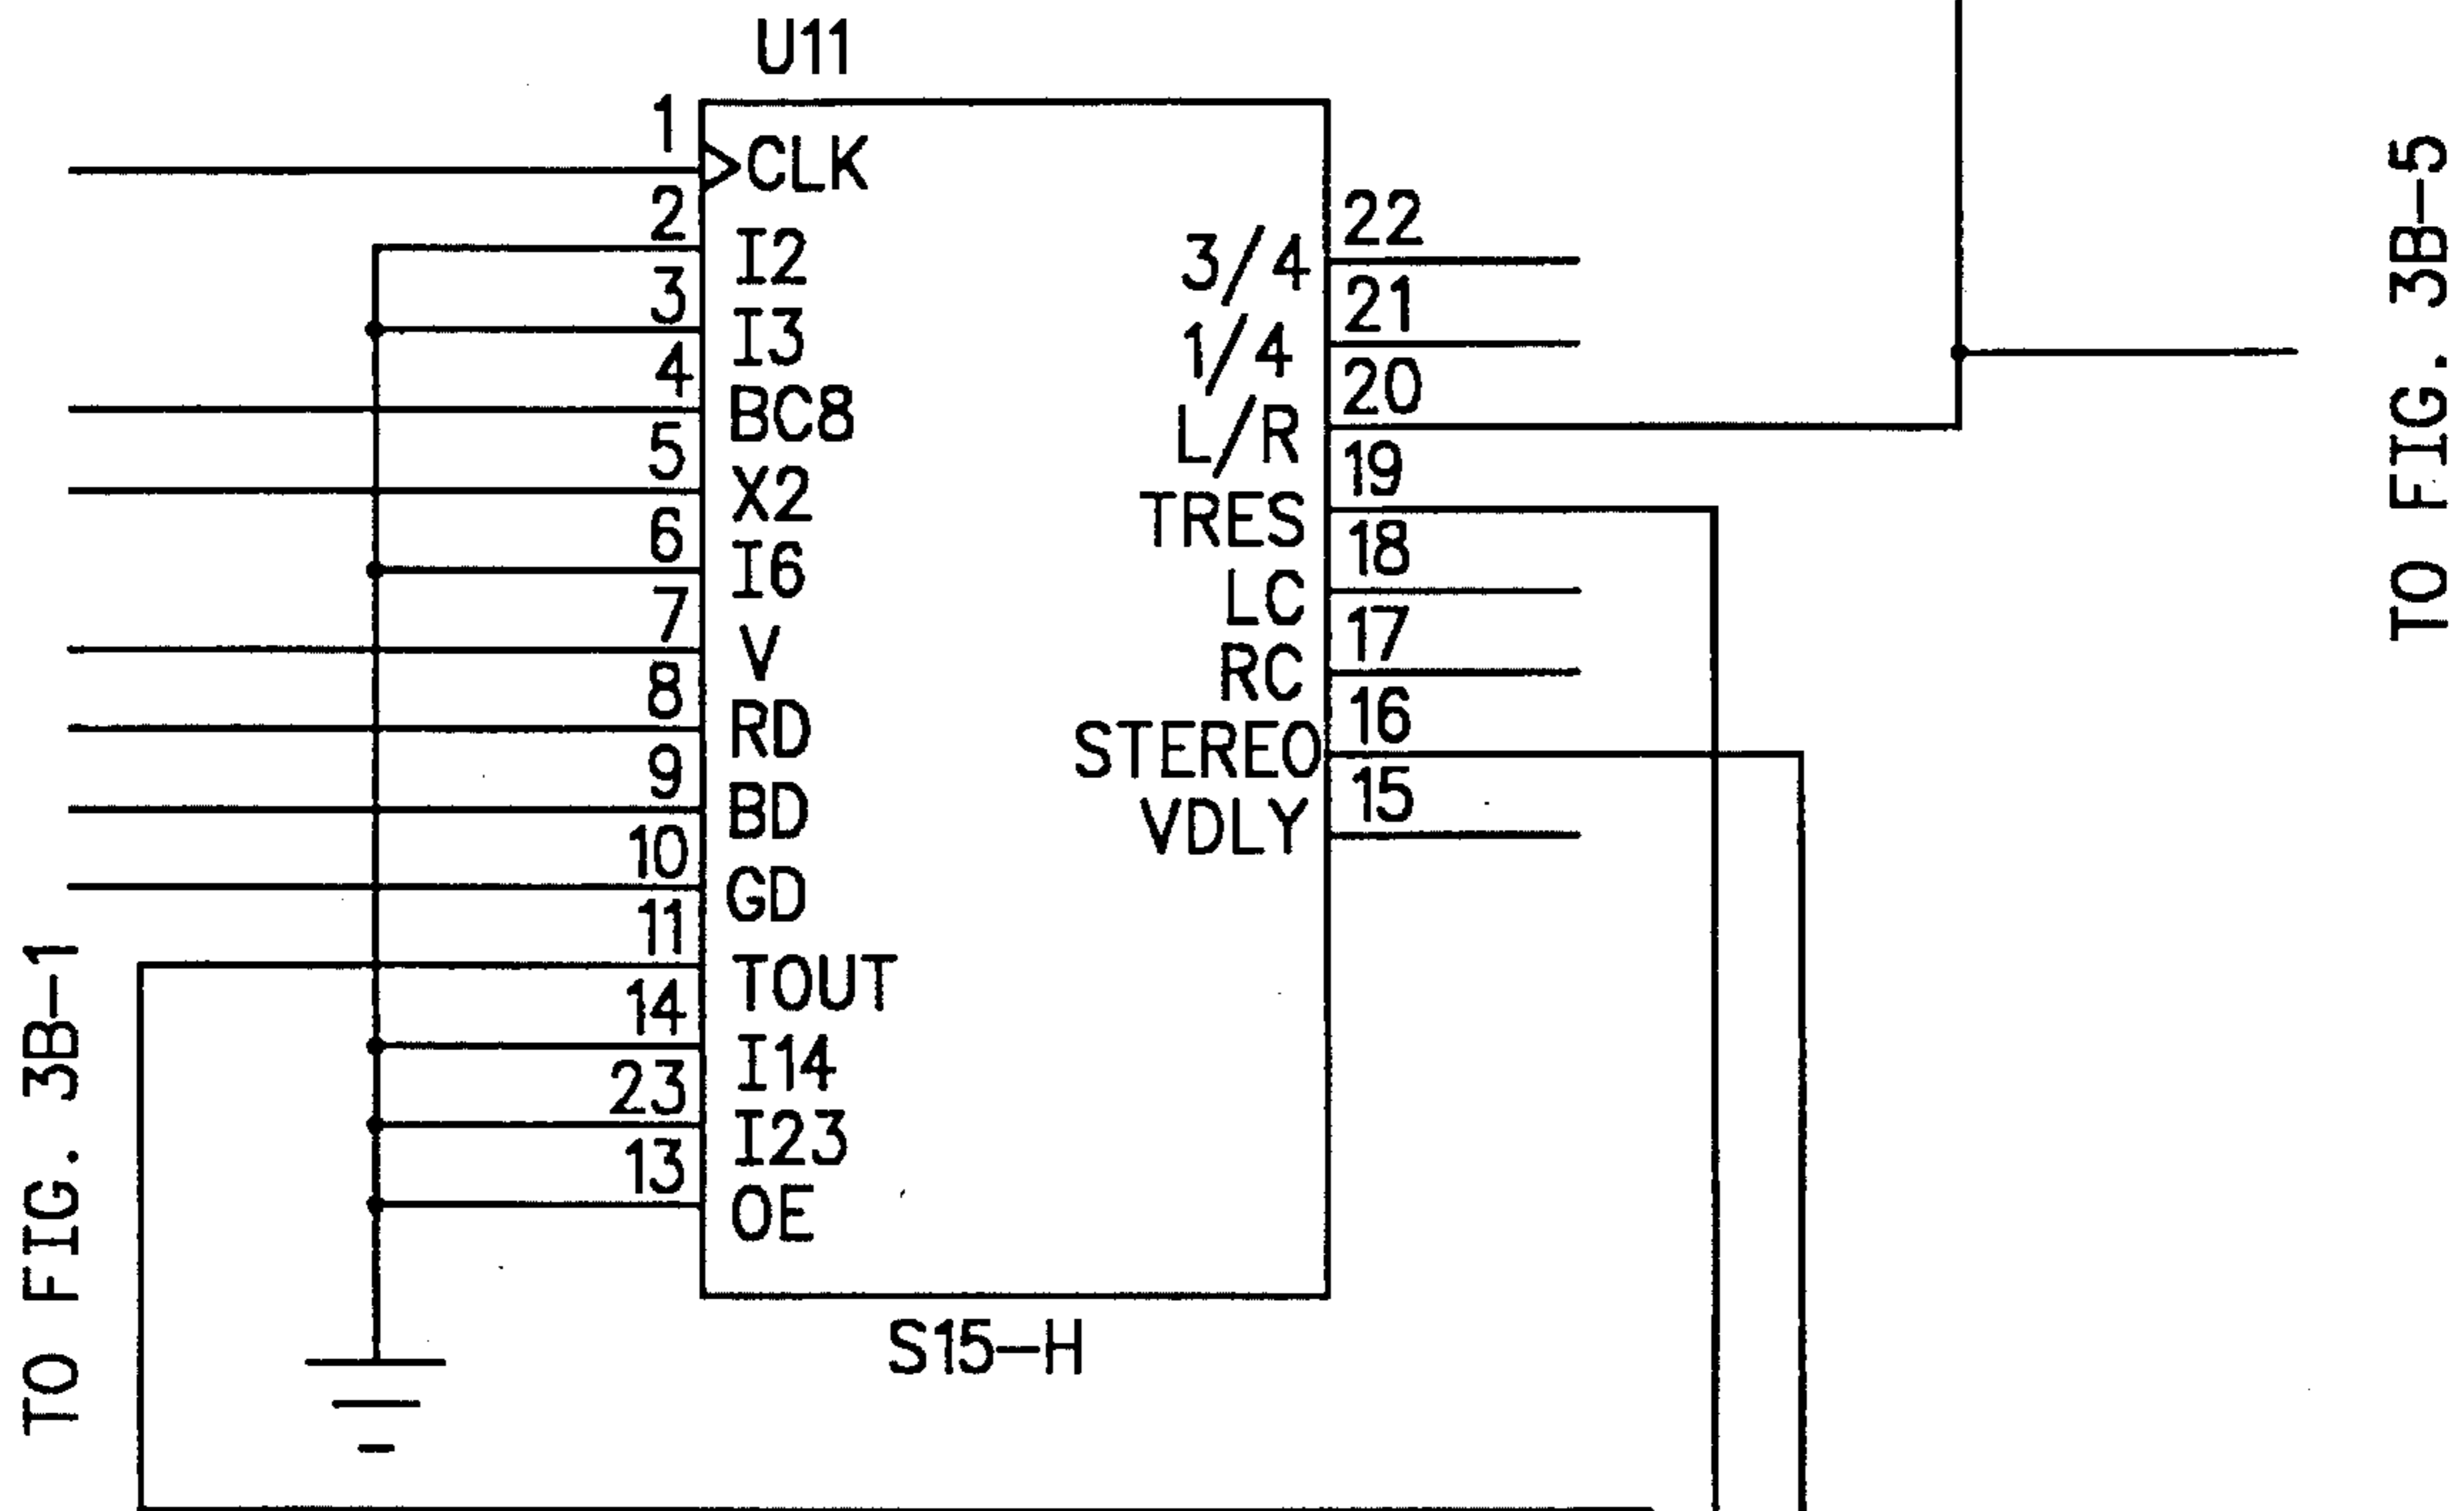 U11
1
CLK
2
I2
3
I3
4
BC8
5
X2
6
I6
7
V
8
RD
9
BD
10
GD
11
TOUT
14
I14
23
I23
13
OE
22
3/4
21
1/4
20
L/R
19
TRES
18
LC
17
RC
16
STEREO
15
VDLY
S15-H
TO FIG. 3B-1
TO FIG. 3B-5